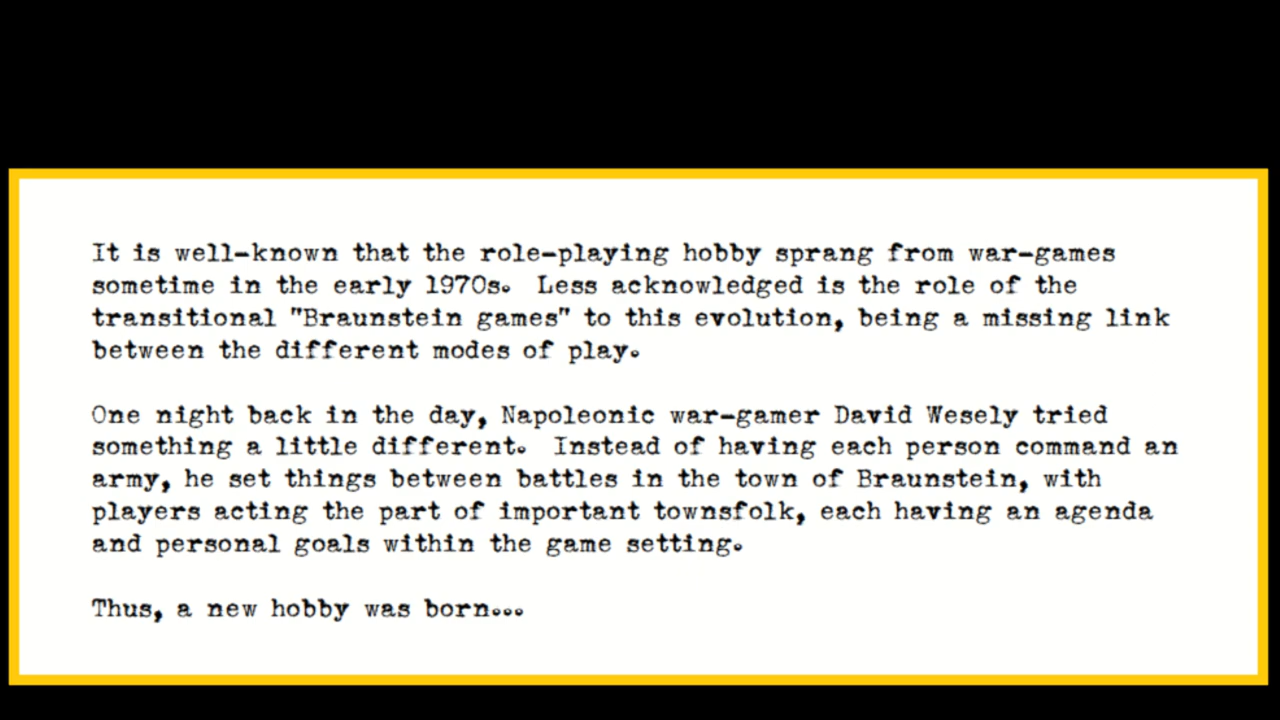 It is well-known that the role-playing hobby sprang from war-games
sometime in the early 1970s.  Less acknowledged is the role of the
transitional "Braunstein games" to this evolution, being a missing link
between the different modes of play.
One night back in the day, Napoleonic war-gamer David Wesely tried
something a little different.  Instead of having each person command an
army, he set things between battles in the town of Braunstein, with
players acting the part of important townsfolk, each having an agenda
and personal goals within the game setting.
Thus, a new hobby was born...